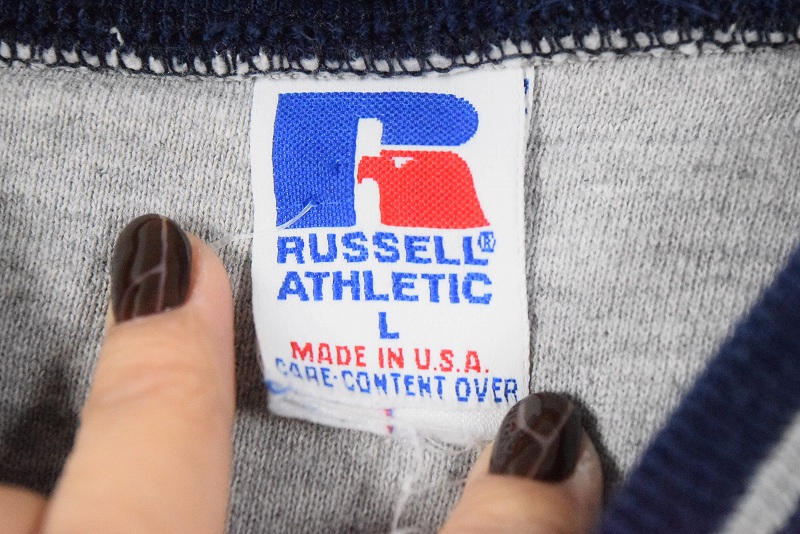 RUSSELL®
ATHLETIC
L
MADE IN U.S.A.
CARE·CONTENT OVER